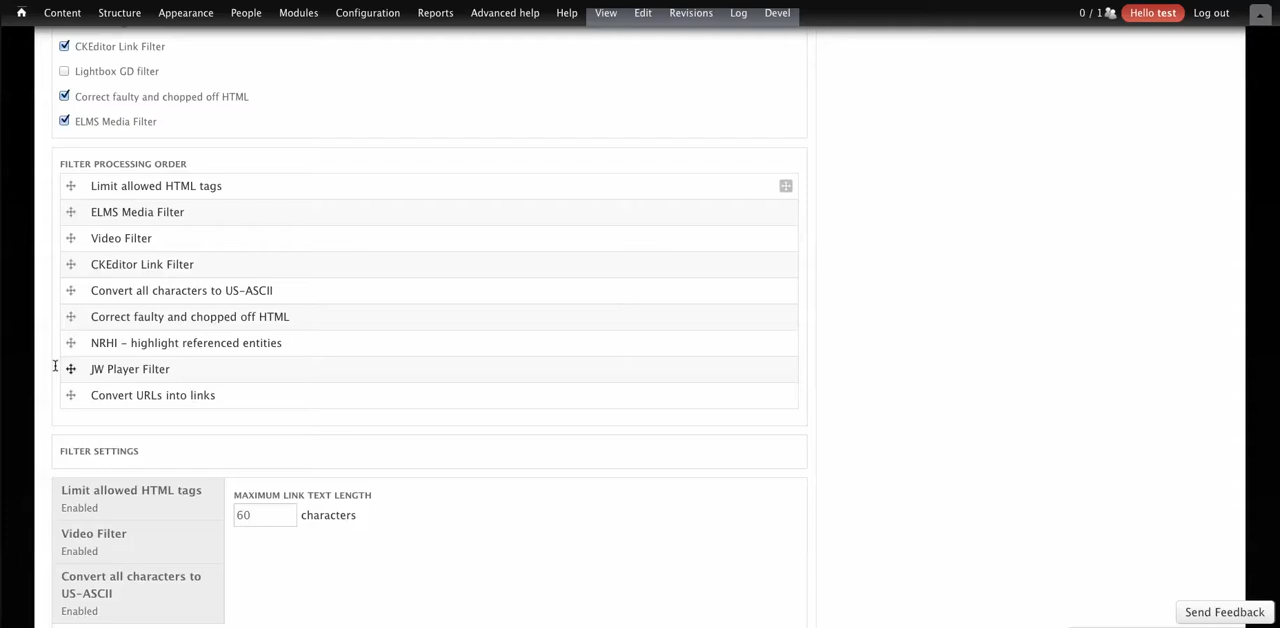 Content Structure Appearance People Modules Configuration Reports Advanced help Help View Edit Revisions Log Devel 0 / 1 Hello test Log out
CKEditor Link Filter
Lightbox GD filter
Correct faulty and chopped off HTML
ELMS Media Filter
FILTER PROCESSING ORDER
Limit allowed HTML tags
ELMS Media Filter
Video Filter
CKEditor Link Filter
Convert all characters to US-ASCII
Correct faulty and chopped off HTML
NRHI - highlight referenced entities
JW Player Filter
Convert URLs into links
FILTER SETTINGS
Limit allowed HTML tags
Enabled
Video Filter
Enabled
Convert all characters to
US-ASCII
Enabled
MAXIMUM LINK TEXT LENGTH
60 characters
Send Feedback